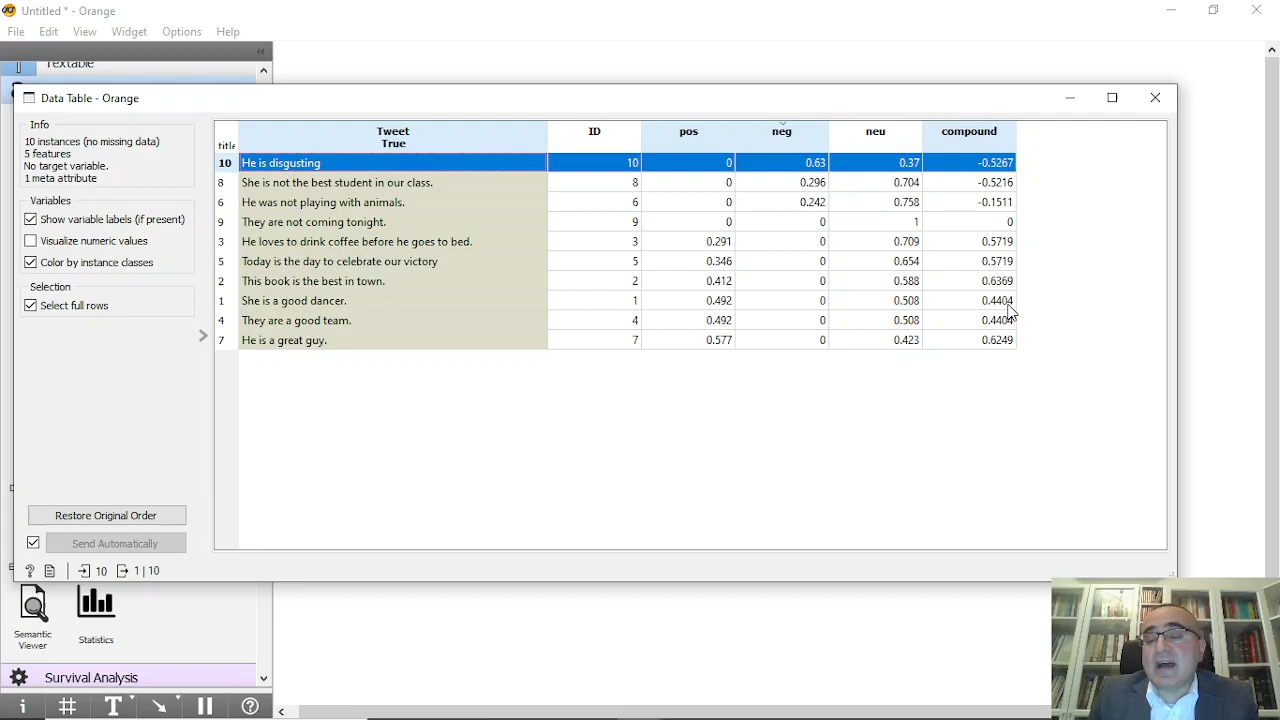 Untitled * - Orange
File Edit View Widget Options Help
Textable
Data Table - Orange
Info
10 instances (no missing data)
5 features
No target variable.
1 meta attribute
Variables
Show variable labels (if present)
Visualize numeric values
Color by instance classes
Selection
Select full rows
Restore Original Order
Send Automatically
10 1 | 10
title Tweet True ID pos neg neu compound
10 He is disgusting 10 0 0.63 0.37 -0.5267
8 She is not the best student in our class. 8 0 0.296 0.704 -0.5216
6 He was not playing with animals. 6 0 0.242 0.758 -0.1511
9 They are not coming tonight. 9 0 0 1 0
3 He loves to drink coffee before he goes to bed. 3 0.291 0 0.709 0.5719
5 Today is the day to celebrate our victory 5 0.346 0 0.654 0.5719
2 This book is the best in town. 2 0.412 0 0.588 0.6369
1 She is a good dancer. 1 0.492 0 0.508 0.4404
4 They are a good team. 4 0.492 0 0.508 0.4404
7 He is a great guy. 7 0.577 0 0.423 0.6249
Semantic Viewer
Statistics
Survival Analysis